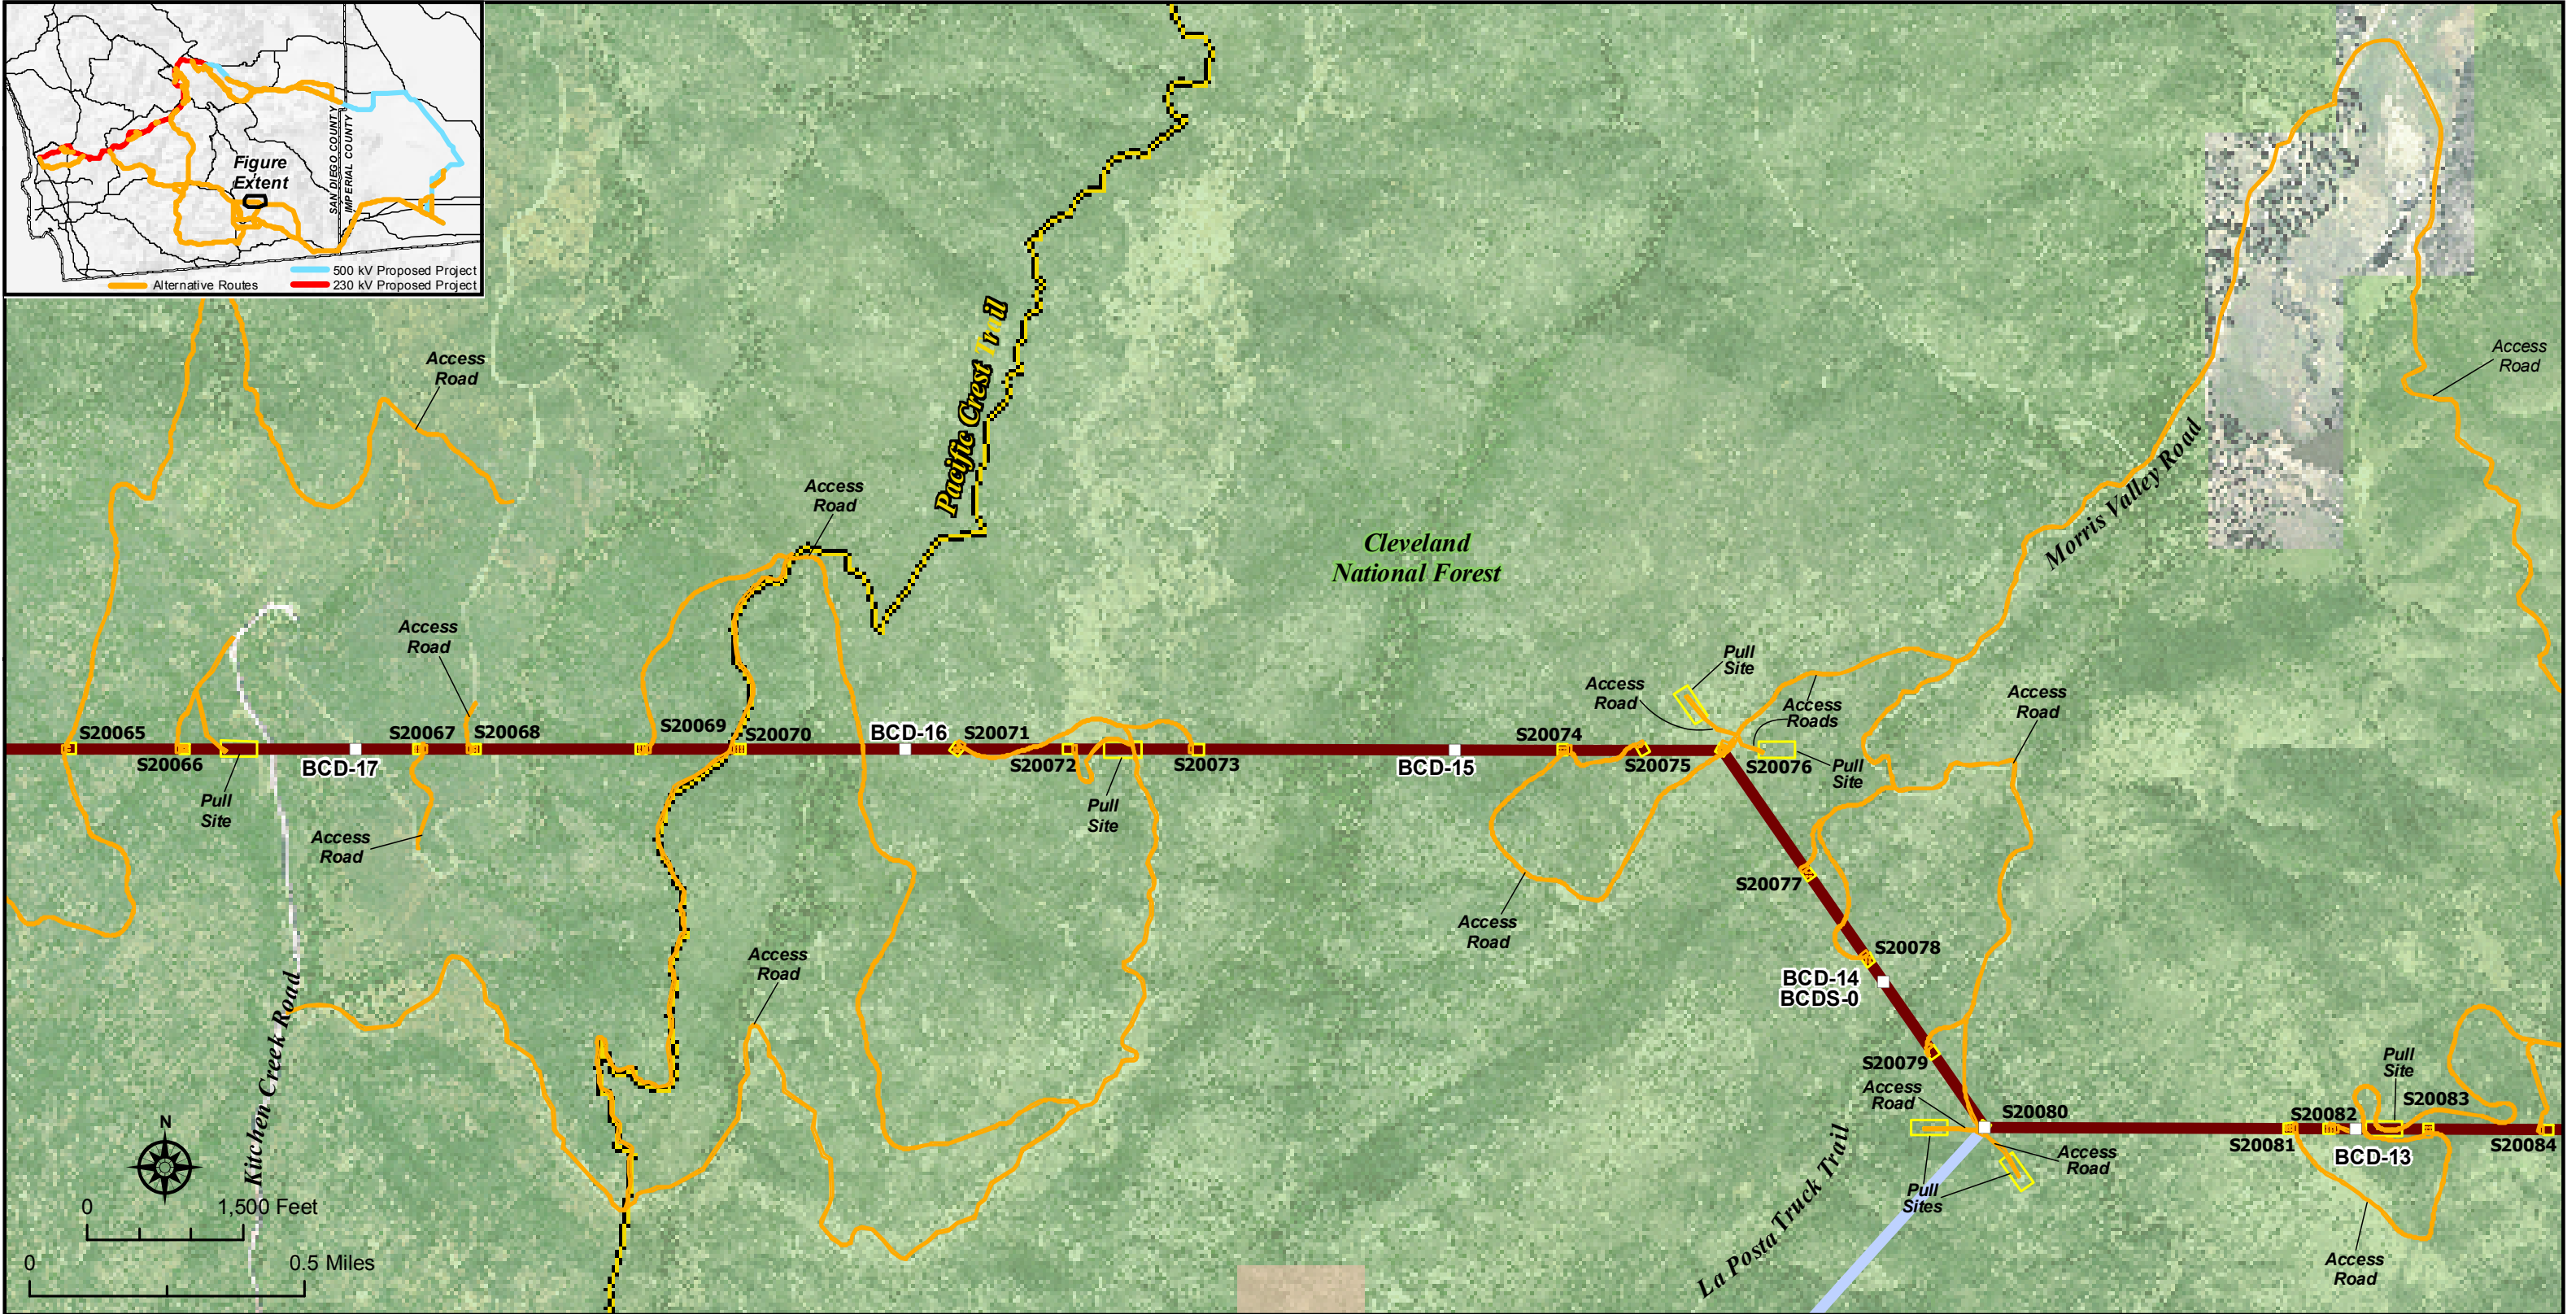 Figure
Extent
SAN DIEGO COUNTY
IMPERIAL COUNTY
500 kV Proposed Project
Alternative Routes
230 kV Proposed Project
Access
Road
Pacific Crest Trail
Access
Road
Access
Road
Cleveland
National Forest
Morris Valley Road
Access
Road
Pull
Site
Access
Road
Access
Roads
Access
Road
S20065
S20066
Pull
Site
BCD-17
S20067
S20068
Access
Road
S20069
S20070
BCD-16
S20071
S20072
Pull
Site
S20073
BCD-15
S20074
S20075
S20076
Pull
Site
Access
Road
S20077
S20078
BCD-14
BCDS-0
Access
Road
Kitchen Creek Road
S20079
Access
Road
S20080
Pull
Sites
Access
Road
La Posta Truck Trail
Pull
Site
S20081
S20082
S20083
BCD-13
S20084
Access
Road
N
0
1,500 Feet
0
0.5 Miles